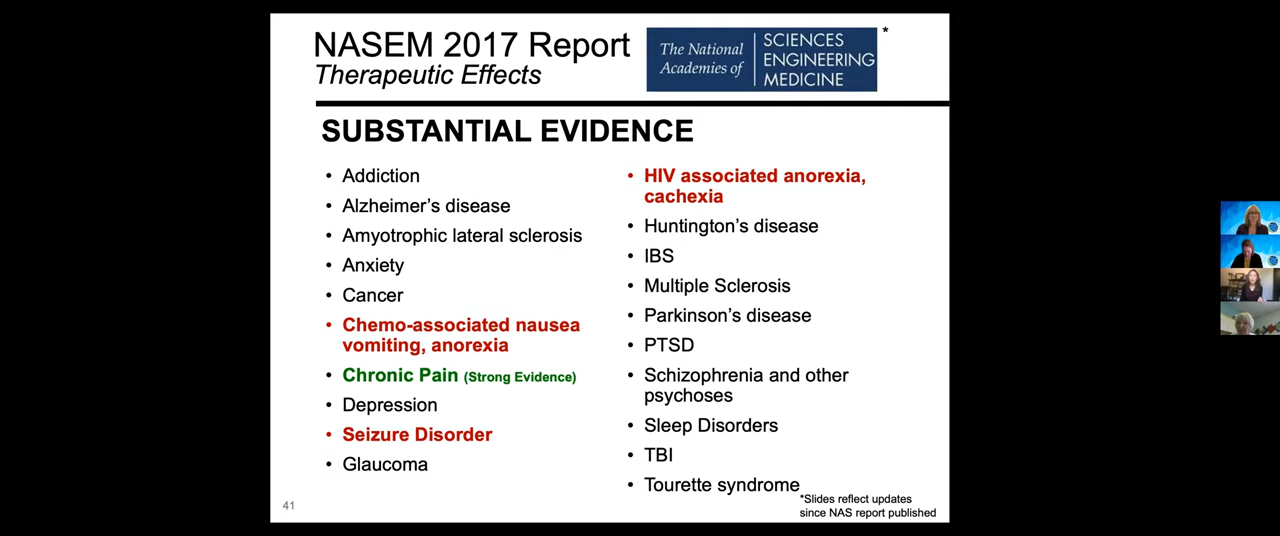 NASEM 2017 Report
Therapeutic Effects
The National
Academies of
SCIENCES
ENGINEERING
MEDICINE
*
SUBSTANTIAL EVIDENCE
• Addiction
• Alzheimer's disease
• Amyotrophic lateral sclerosis
• Anxiety
• Cancer
• Chemo-associated nausea
vomiting, anorexia
• Chronic Pain (Strong Evidence)
• Depression
• Seizure Disorder
• Glaucoma
• HIV associated anorexia,
cachexia
• Huntington's disease
• IBS
• Multiple Sclerosis
• Parkinson's disease
• PTSD
• Schizophrenia and other
psychoses
• Sleep Disorders
• TBI
• Tourette syndrome
*Slides reflect updates
since NAS report published
41